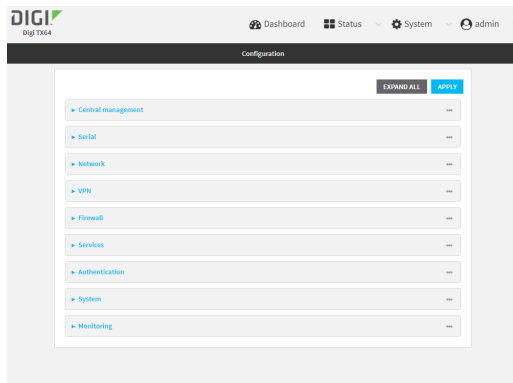 DIGI.
Digi TX64
Dashboard
Status
System
admin
Configuration
EXPAND ALL
APPLY
Central management
Serial
Network
VPN
Firewall
Services
Authentication
System
Monitoring